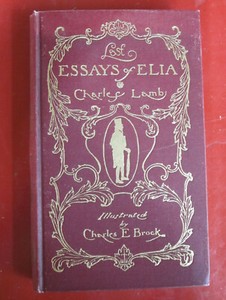 Last
ESSAYS of ELIA
Charles Lamb
Illustrated
by
Charles E Brock